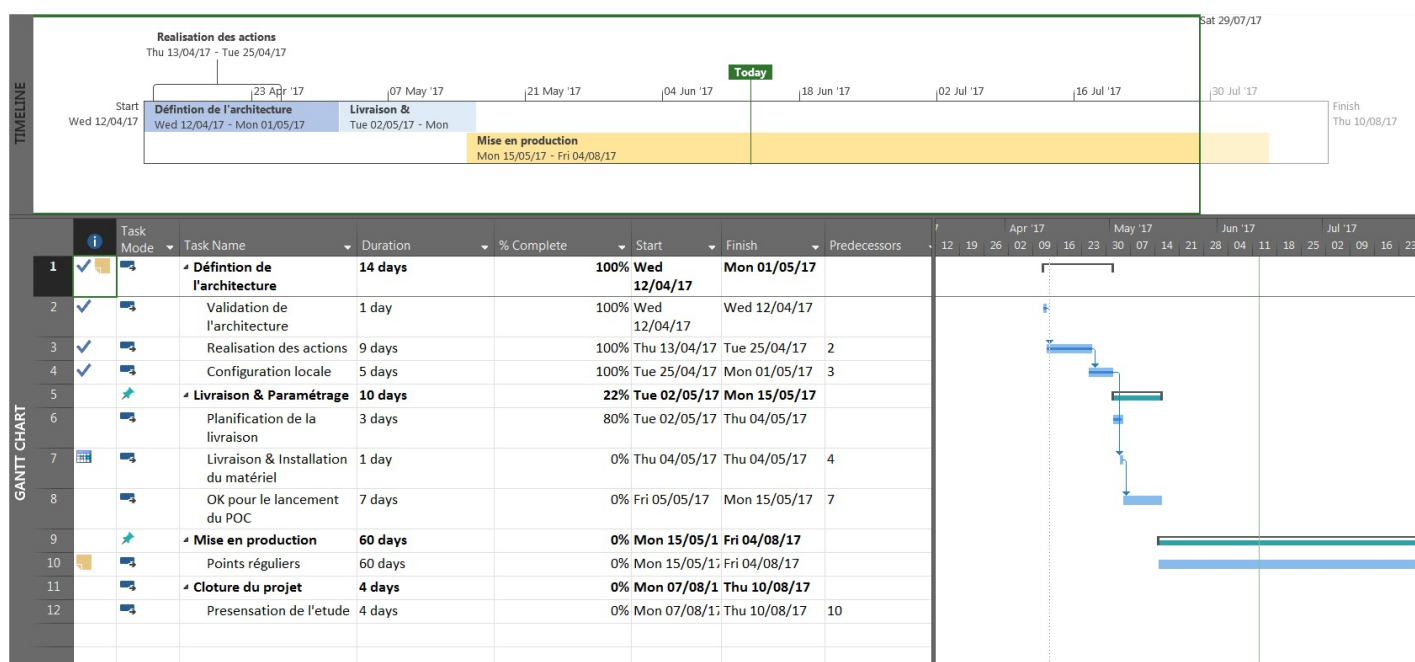 Sat 29/07/17
Realisation des actions
Thu 13/04/17 - Tue 25/04/17
Today
23 Apr '17 07 May '17 21 May '17 04 Jun '17 18 Jun '17 02 Jul '17 16 Jul '17 30 Jul '17
Start
Wed 12/04/17
Défintion de l'architecture
Wed 12/04/17 - Mon 01/05/17
Livraison &
Tue 02/05/17 - Mon
Finish
Thu 10/08/17
Mise en production
Mon 15/05/17 - Fri 04/08/17
TIMELINE
GANTT CHART
Task
Mode Task Name Duration % Complete Start Finish Predecessors
1 Défintion de 14 days 100% Wed Mon 01/05/17
l'architecture 12/04/17
2 Validation de 1 day 100% Wed Wed 12/04/17
l'architecture 12/04/17
3 Realisation des actions 9 days 100% Thu 13/04/17 Tue 25/04/17 2
4 Configuration locale 5 days 100% Tue 25/04/17 Mon 01/05/17 3
5 Livraison & Paramétrage 10 days 22% Tue 02/05/17 Mon 15/05/17
6 Planification de la 3 days 80% Tue 02/05/17 Thu 04/05/17
livraison
7 Livraison & Installation 1 day 0% Thu 04/05/17 Thu 04/05/17 4
du matériel
8 OK pour le lancement 7 days 0% Fri 05/05/17 Mon 15/05/17 7
du POC
9 Mise en production 60 days 0% Mon 15/05/1 Fri 04/08/17
10 Points réguliers 60 days 0% Mon 15/05/17 Fri 04/08/17
11 Cloture du projet 4 days 0% Mon 07/08/1 Thu 10/08/17
12 Presensation de l'etude 4 days 0% Mon 07/08/17 Thu 10/08/17 10
Apr '17 May '17 Jun '17 Jul '17
12 19 26 02 09 16 23 30 07 14 21 28 04 11 18 25 02 09 16 23